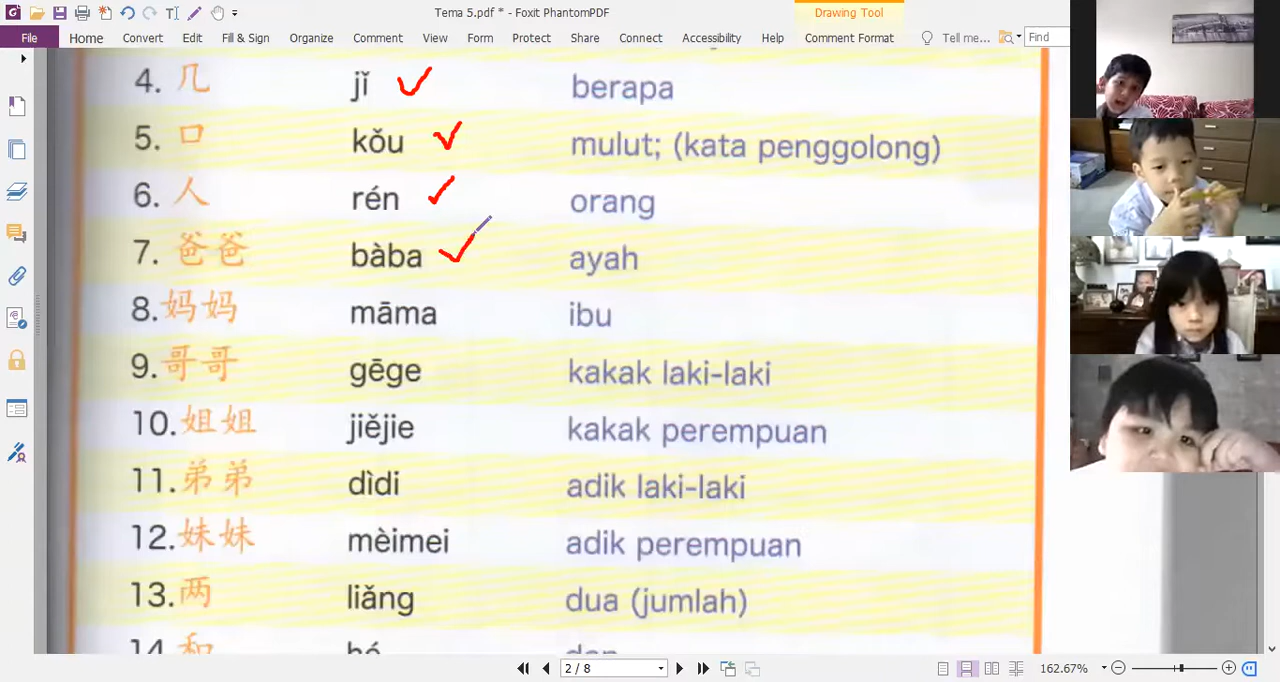 Tema 5.pdf * - Foxit PhantomPDF
Drawing Tool
File Home Convert Edit Fill & Sign Organize Comment View Form Protect Share Connect Accessibility Help Comment Format Tell me... Find
4. 几 jǐ berapa
5. 口 kǒu mulut; (kata penggolong)
6. 人 rén orang
7. 爸爸 bàba ayah
8. 妈妈 māma ibu
9. 哥哥 gēge kakak laki-laki
10. 姐姐 jiějie kakak perempuan
11. 弟弟 dìdi adik laki-laki
12. 妹妹 mèimei adik perempuan
13. 两 liǎng dua (jumlah)
14. 和 hé dan
2 / 8 162.67%